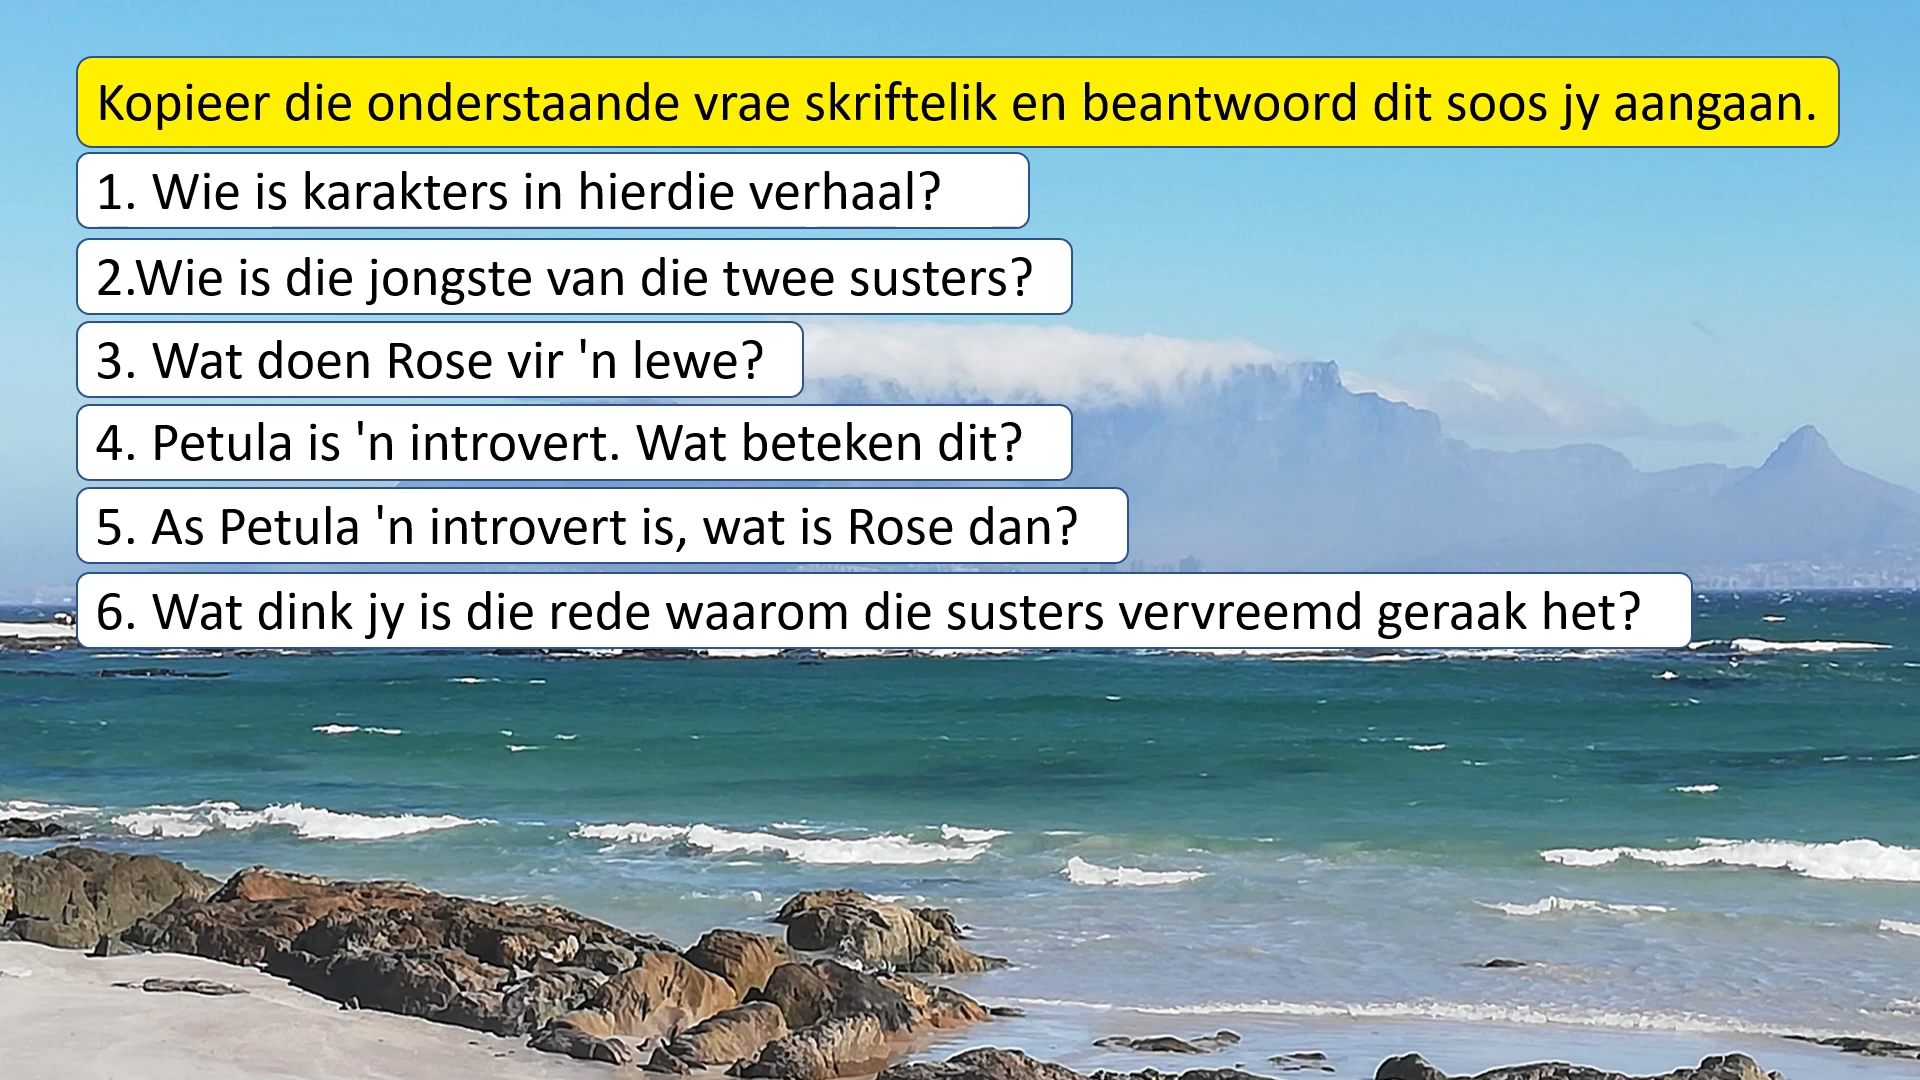 Kopieer die onderstaande vrae skriftelik en beantwoord dit soos jy aangaan.
1. Wie is karakters in hierdie verhaal?
2.Wie is die jongste van die twee susters?
3. Wat doen Rose vir 'n lewe?
4. Petula is 'n introvert. Wat beteken dit?
5. As Petula 'n introvert is, wat is Rose dan?
6. Wat dink jy is die rede waarom die susters vervreemd geraak het?